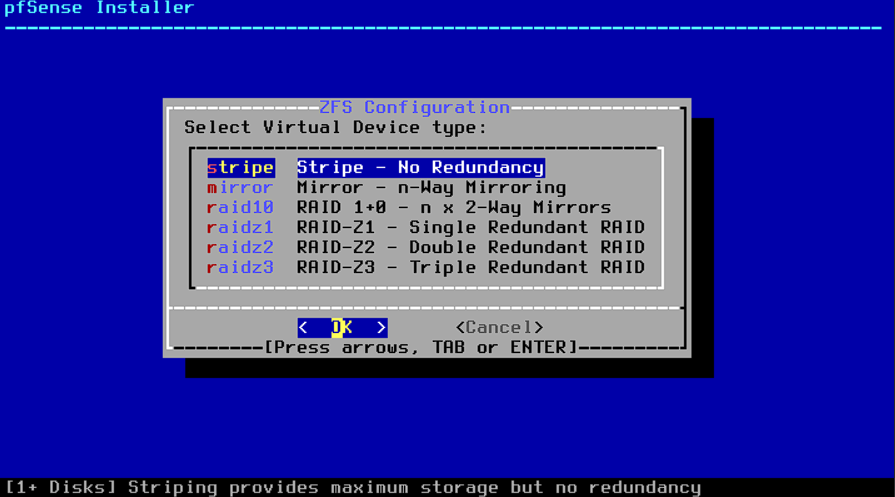 pfSense Installer
ZFS Configuration
Select Virtual Device type:
stripe Stripe - No Redundancy
mirror Mirror - n-Way Mirroring
raid10 RAID 1+0 - n x 2-Way Mirrors
raidz1 RAID-Z1 - Single Redundant RAID
raidz2 RAID-Z2 - Double Redundant RAID
raidz3 RAID-Z3 - Triple Redundant RAID
< OK > <Cancel>
[Press arrows, TAB or ENTER]
[1+ Disks] Striping provides maximum storage but no redundancy